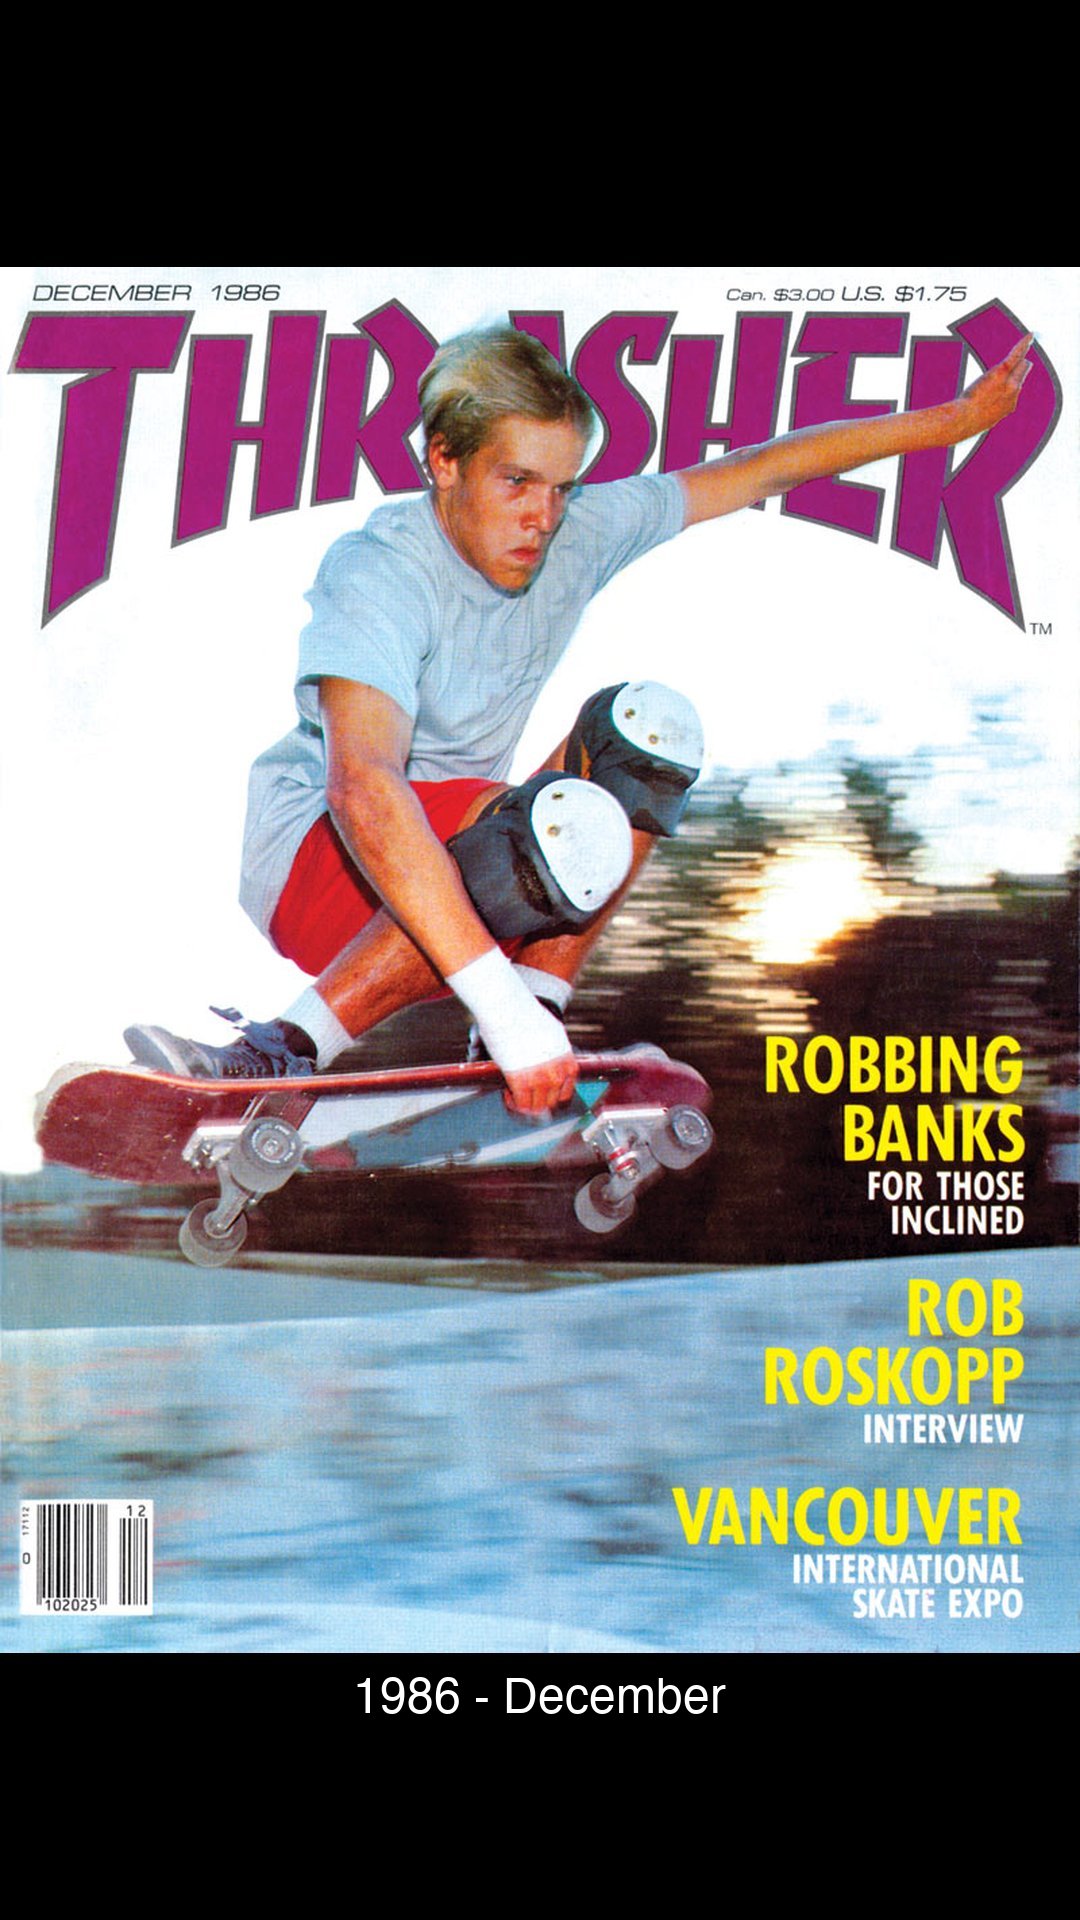 DECEMBER 1986
Can. $3.00 U.S. $1.75
THRASHER
TM
ROBBING
BANKS
FOR THOSE
INCLINED
ROB
ROSKOPP
INTERVIEW
VANCOUVER
INTERNATIONAL
SKATE EXPO
12
0 17112
102025
1986 - December